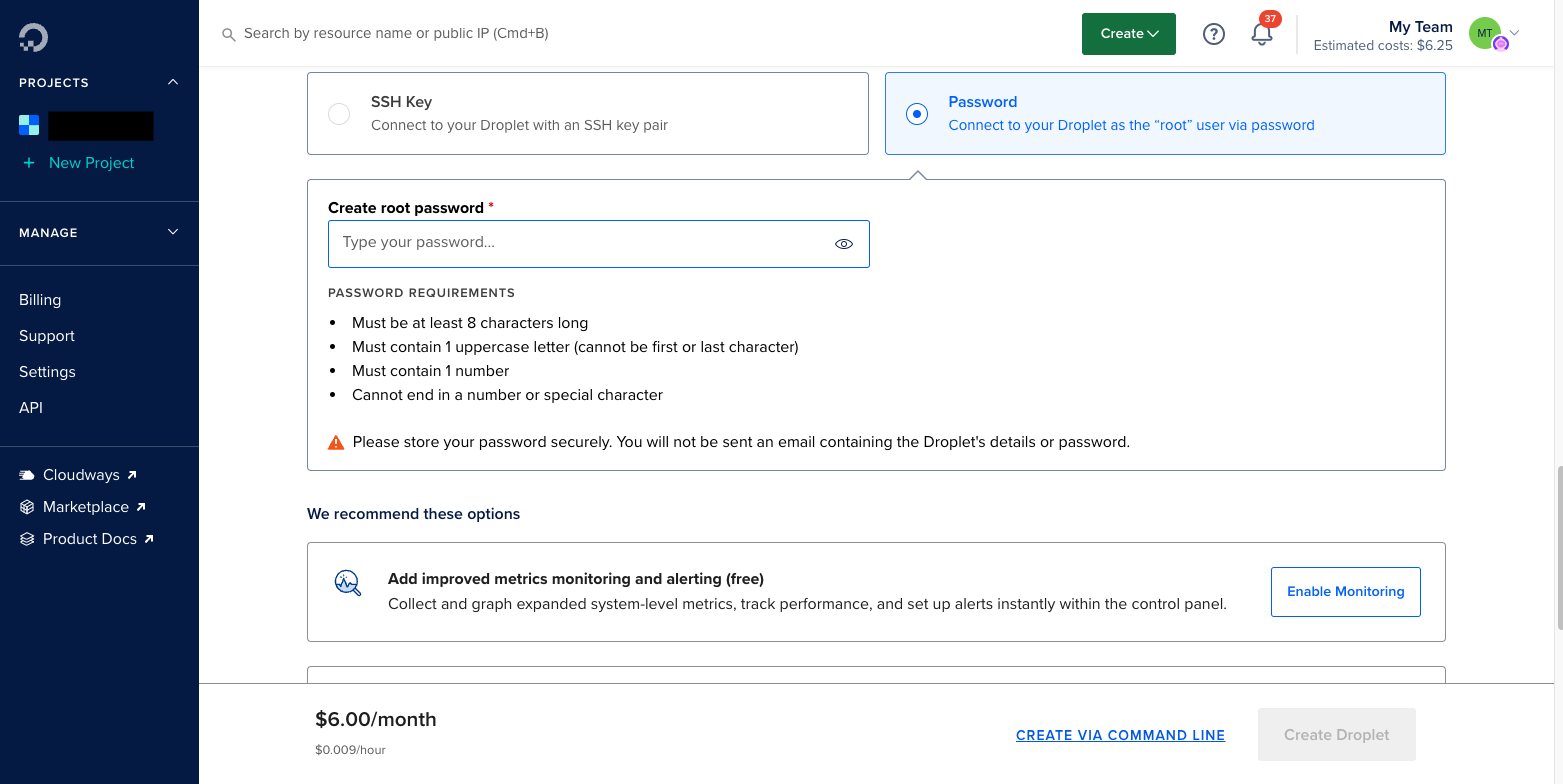 Search by resource name or public IP (Cmd+B)
Create
37
My Team
Estimated costs: $6.25
MT
PROJECTS
+ New Project
MANAGE
Billing
Support
Settings
API
Cloudways
Marketplace
Product Docs
SSH Key
Connect to your Droplet with an SSH key pair
Password
Connect to your Droplet as the “root” user via password
Create root password *
Type your password...
PASSWORD REQUIREMENTS
• Must be at least 8 characters long
• Must contain 1 uppercase letter (cannot be first or last character)
• Must contain 1 number
• Cannot end in a number or special character
Please store your password securely. You will not be sent an email containing the Droplet's details or password.
We recommend these options
Add improved metrics monitoring and alerting (free)
Collect and graph expanded system-level metrics, track performance, and set up alerts instantly within the control panel.
Enable Monitoring
$6.00/month
$0.009/hour
CREATE VIA COMMAND LINE
Create Droplet